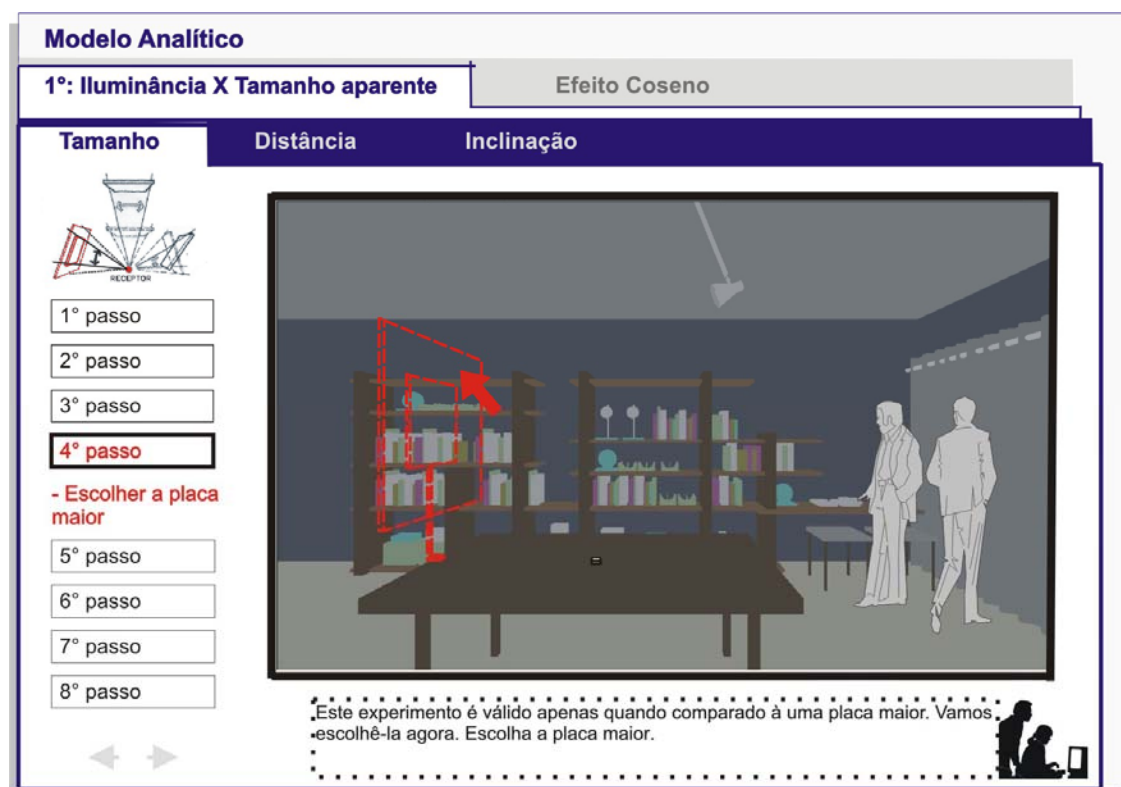 Modelo Analítico
1°: Iluminância X Tamanho aparente
Efeito Coseno
Tamanho
Distância
Inclinação
RECEPTOR
1° passo
2° passo
3° passo
4° passo
- Escolher a placa
maior
5° passo
6° passo
7° passo
8° passo
Este experimento é válido apenas quando comparado à uma placa maior. Vamos
escolhê-la agora. Escolha a placa maior.